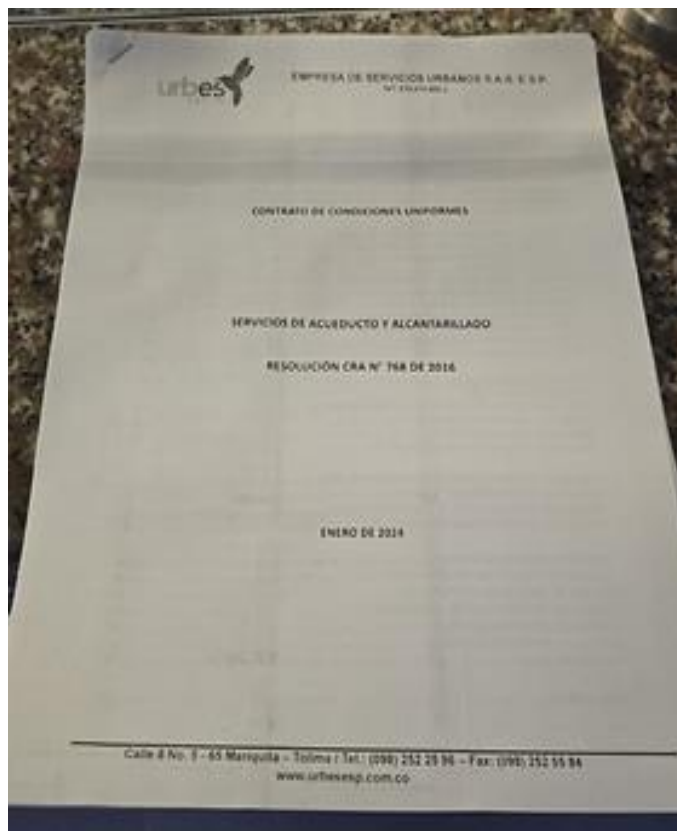 urbes
EMPRESA DE SERVICIOS URBANOS S.A.S. E.S.P.
CONTRATO DE CONDICIONES UNIFORMES
SERVICIOS DE ACUEDUCTO Y ALCANTARILLADO
RESOLUCIÓN CRA N° 768 DE 2016
ENERO DE 2024
Calle 4 No. 3 - 65 Mariquita – Tolima / Tel.: (098) 252 25 96 – Fax: (098) 252 55 84
www.urbesesp.com.co